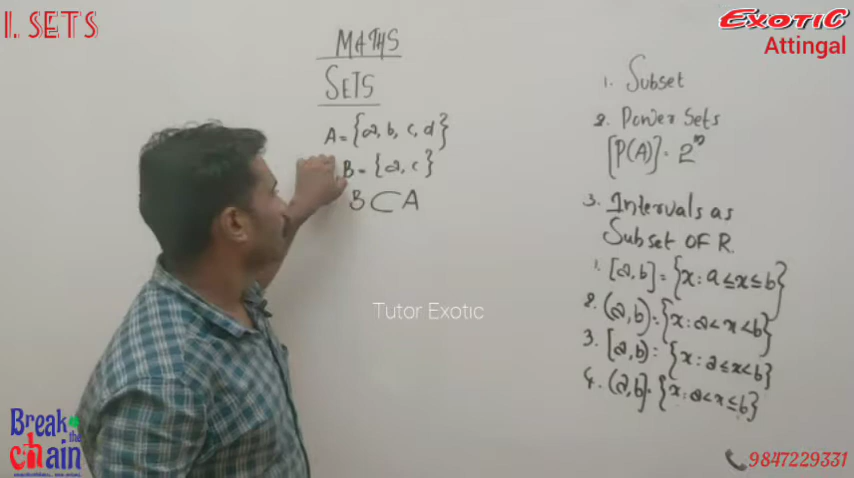 1. SETS
EXOTIC
Attingal
MATHS
SETS
A = {a, b, c, d}
B = {a, c}
B ⊂ A
1. Subset
2. Power Sets
[P(A)] = 2ⁿ
3. Intervals as
Subset OF R
1. [a, b] = {x : a ≤ x ≤ b}
2. (a, b) = {x : a < x < b}
3. [a, b) = {x : a ≤ x < b}
4. (a, b] = {x : a < x ≤ b}
Tutor Exotic
Break
the
chain
9847229331